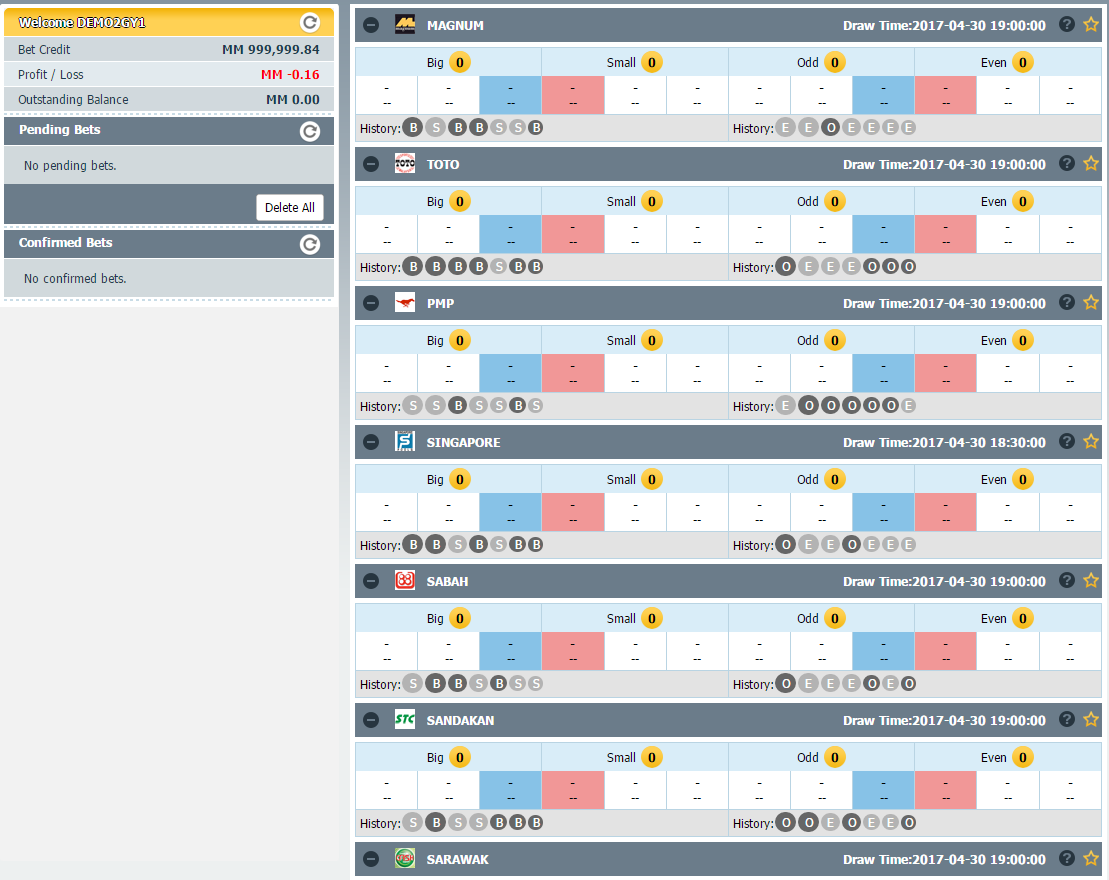 Welcome DEMO2GY1
Bet Credit MM 999,999.84
Profit / Loss MM -0.16
Outstanding Balance MM 0.00
Pending Bets
No pending bets.
Delete All
Confirmed Bets
No confirmed bets.
MAGNUM Draw Time:2017-04-30 19:00:00 ?
Big 0 Small 0 Odd 0 Even 0
- - - - - - - - - - - -
-- -- -- -- -- -- -- -- -- -- -- --
History: B S B B S S B History: E E O E E E E
TOTO TOTO Draw Time:2017-04-30 19:00:00 ?
Big 0 Small 0 Odd 0 Even 0
- - - - - - - - - - - -
-- -- -- -- -- -- -- -- -- -- -- --
History: B B B B S B B History: O E E E O O O
PMP Draw Time:2017-04-30 19:00:00 ?
Big 0 Small 0 Odd 0 Even 0
- - - - - - - - - - - -
-- -- -- -- -- -- -- -- -- -- -- --
History: S S B S S B S History: E O O O O O E
SINGAPORE Draw Time:2017-04-30 18:30:00 ?
Big 0 Small 0 Odd 0 Even 0
- - - - - - - - - - - -
-- -- -- -- -- -- -- -- -- -- -- --
History: B B S B S B B History: O E E O E E E
88 SABAH Draw Time:2017-04-30 19:00:00 ?
Big 0 Small 0 Odd 0 Even 0
- - - - - - - - - - - -
-- -- -- -- -- -- -- -- -- -- -- --
History: S B B S B S S History: O E E E O E O
STC SANDAKAN Draw Time:2017-04-30 19:00:00 ?
Big 0 Small 0 Odd 0 Even 0
- - - - - - - - - - - -
-- -- -- -- -- -- -- -- -- -- -- --
History: S B S S B B B History: O O E O E E O
CASH SARAWAK Draw Time:2017-04-30 19:00:00 ?